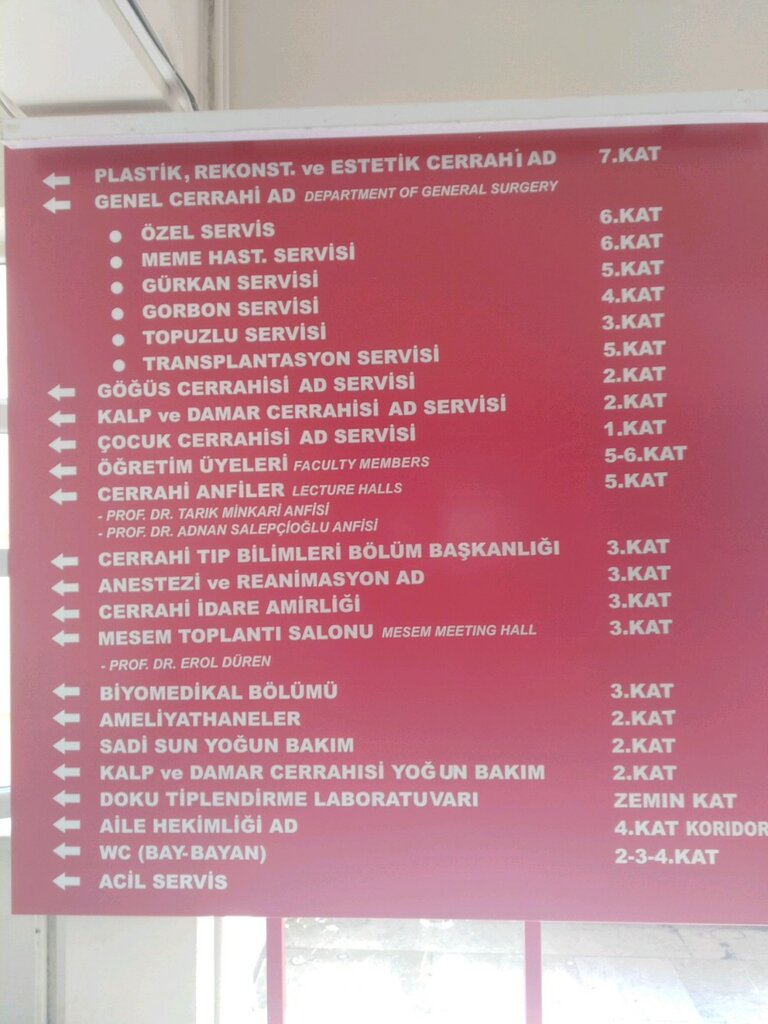 PLASTİK, REKONST. ve ESTETİK CERRAHİ AD 7.KAT
GENEL CERRAHİ AD DEPARTMENT OF GENERAL SURGERY
ÖZEL SERVİS 6.KAT
MEME HAST. SERVİSİ 6.KAT
GÜRKAN SERVİSİ 5.KAT
GORBON SERVİSİ 4.KAT
TOPUZLU SERVİSİ 3.KAT
TRANSPLANTASYON SERVİSİ 5.KAT
GÖĞÜS CERRAHİSİ AD SERVİSİ 2.KAT
KALP ve DAMAR CERRAHİSİ AD SERVİSİ 2.KAT
ÇOCUK CERRAHİSİ AD SERVİSİ 1.KAT
ÖĞRETİM ÜYELERİ FACULTY MEMBERS 5-6.KAT
CERRAHİ ANFİLER LECTURE HALLS 5.KAT
- PROF. DR. TARIK MİNKARİ ANFİSİ
- PROF. DR. ADNAN SALEPÇİOĞLU ANFİSİ
CERRAHİ TIP BİLİMLERİ BÖLÜM BAŞKANLIĞI 3.KAT
ANESTEZİ ve REANİMASYON AD 3.KAT
CERRAHİ İDARE AMİRLİĞİ 3.KAT
MESEM TOPLANTI SALONU MESEM MEETING HALL 3.KAT
- PROF. DR. EROL DÜREN
BİYOMEDİKAL BÖLÜMÜ 3.KAT
AMELİYATHANELER 2.KAT
SADİ SUN YOĞUN BAKIM 2.KAT
KALP ve DAMAR CERRAHISİ YOĞUN BAKIM 2.KAT
DOKU TİPLENDİRME LABORATUVARI ZEMIN KAT
AİLE HEKİMLİĞİ AD 4.KAT KORIDOR
WC (BAY-BAYAN) 2-3-4.KAT
ACİL SERVİS